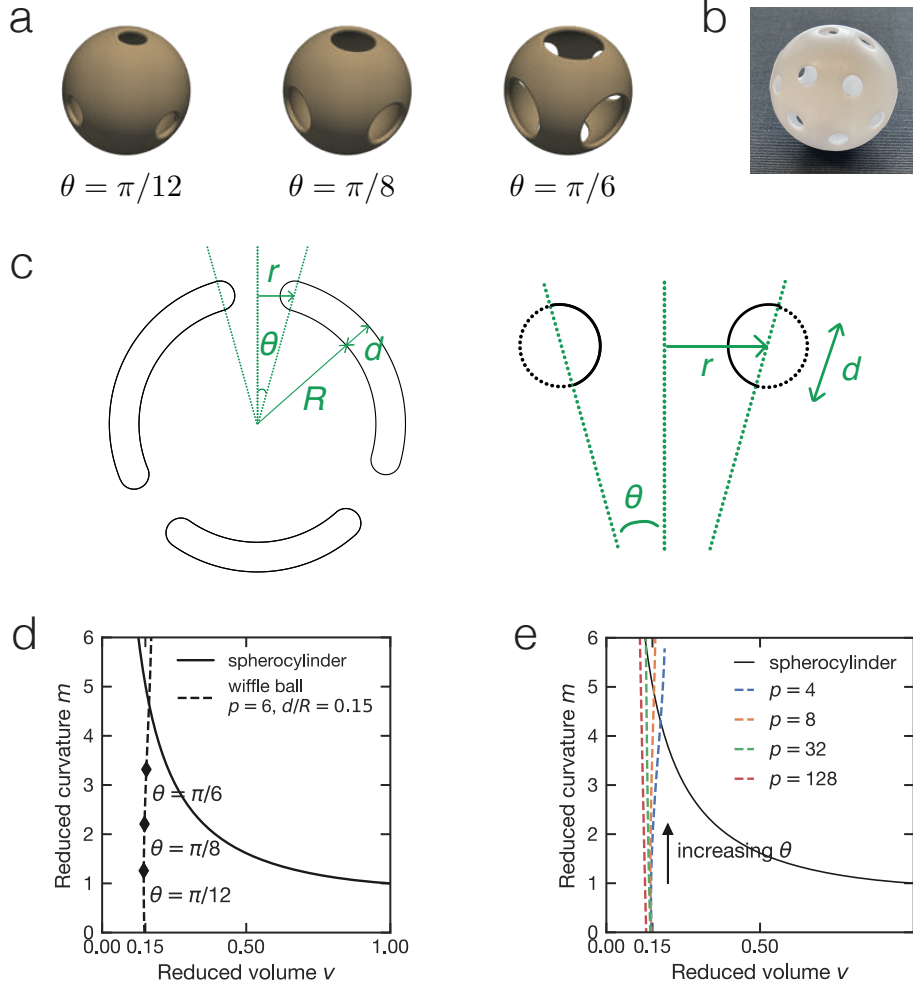 a
b
θ = π/12
θ = π/8
θ = π/6
c
r
θ
d
R
r
d
θ
d
e
6
5
4
3
2
1
0
Reduced curvature m
spherocylinder
wiffle ball
p = 6, d/R = 0.15
θ = π/6
θ = π/8
θ = π/12
0.00 0.15 0.50 1.00
Reduced volume v
6
5
4
3
2
1
0
Reduced curvature m
spherocylinder
p = 4
p = 8
p = 32
p = 128
increasing θ
0.00 0.15 0.50
Reduced volume v